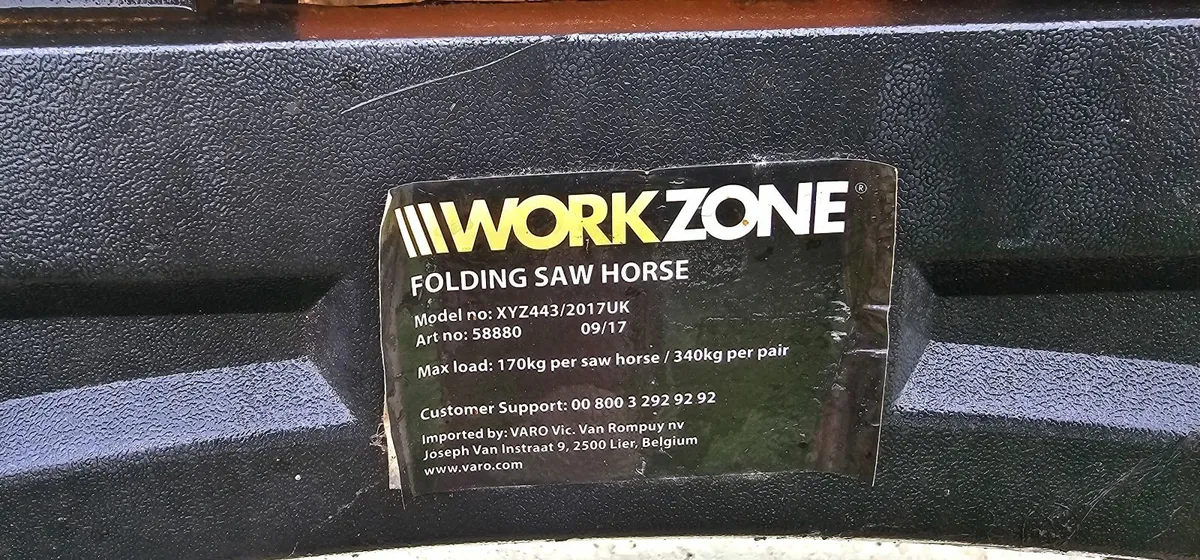 WORKZONE®
FOLDING SAW HORSE
Model no: XYZ443/2017UK
Art no: 58880 09/17
Max load: 170kg per saw horse / 340kg per pair
Customer Support: 00 800 3 292 92 92
Imported by: VARO Vic. Van Rompuy nv
Joseph Van Instraat 9, 2500 Lier, Belgium
www.varo.com